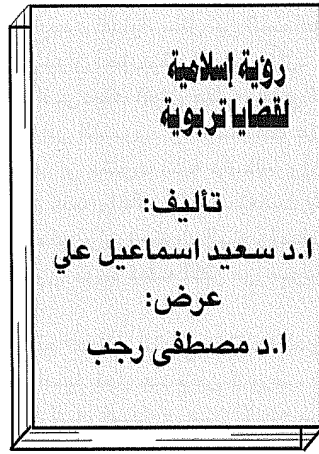 رؤية إسلامية
لقضايا تربوية
تأليف:
ا.د سعيد اسماعيل علي
عرض:
ا.د مصطفى رجب